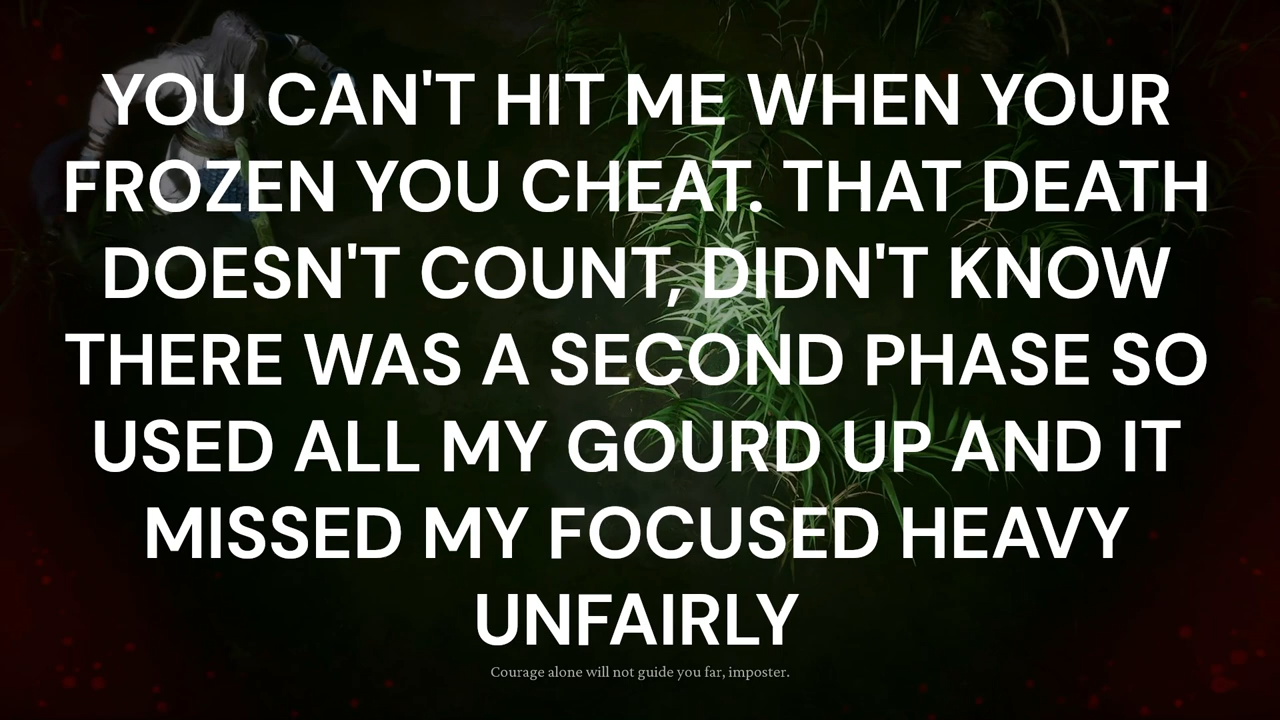 YOU CAN'T HIT ME WHEN YOUR
FROZEN YOU CHEAT. THAT DEATH
DOESN'T COUNT, DIDN'T KNOW
THERE WAS A SECOND PHASE SO
USED ALL MY GOURD UP AND IT
MISSED MY FOCUSED HEAVY
UNFAIRLY
Courage alone will not guide you far, imposter.